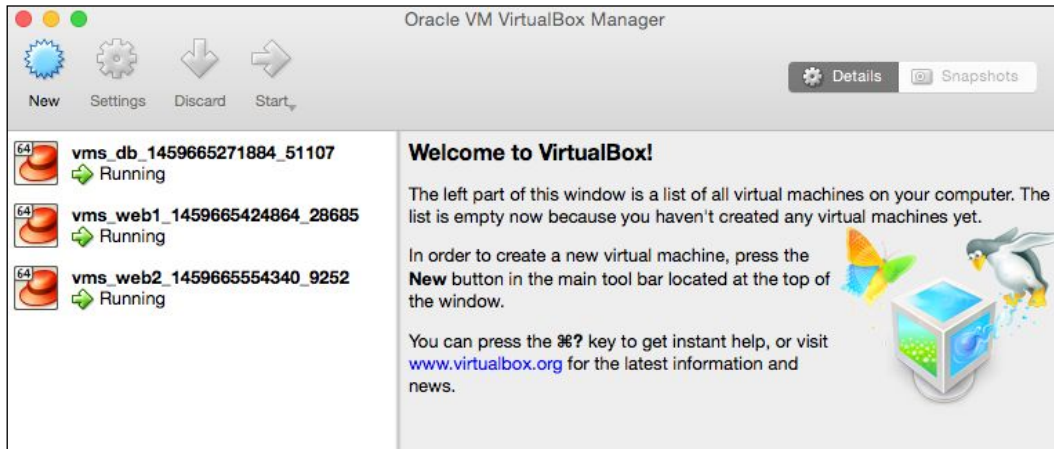 Oracle VM VirtualBox Manager
New Settings Discard Start
Details Snapshots
64
vms_db_1459665271884_51107
Running
64
vms_web1_1459665424864_28685
Running
64
vms_web2_1459665554340_9252
Running
Welcome to VirtualBox!
The left part of this window is a list of all virtual machines on your computer. The
list is empty now because you haven't created any virtual machines yet.
In order to create a new virtual machine, press the
New button in the main tool bar located at the top of
the window.
You can press the ⌘? key to get instant help, or visit
www.virtualbox.org for the latest information and
news.